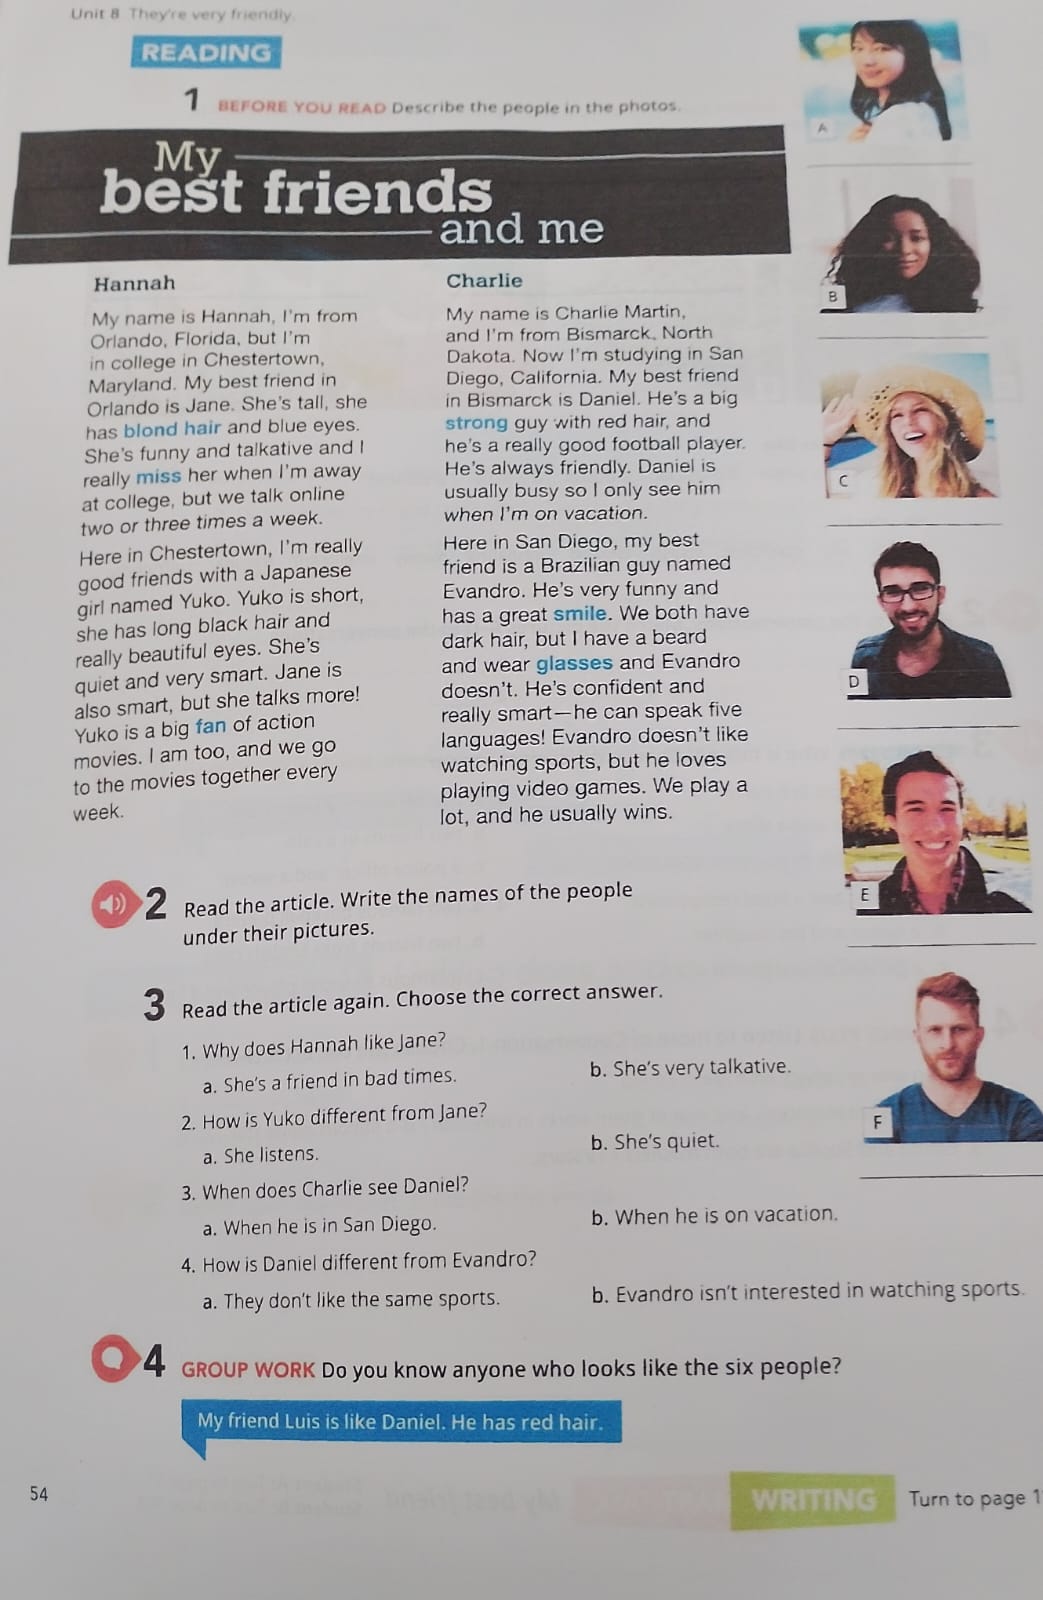 Unit 8 They're very friendly.
READING
1 BEFORE YOU READ Describe the people in the photos.
My
best friends
and me
Hannah
My name is Hannah, I'm from
Orlando, Florida, but I'm
in college in Chestertown,
Maryland. My best friend in
Orlando is Jane. She's tall, she
has blond hair and blue eyes.
She's funny and talkative and I
really miss her when I'm away
at college, but we talk online
two or three times a week.
Here in Chestertown, I'm really
good friends with a Japanese
girl named Yuko. Yuko is short,
she has long black hair and
really beautiful eyes. She's
quiet and very smart. Jane is
also smart, but she talks more!
Yuko is a big fan of action
movies. I am too, and we go
to the movies together every
week.
Charlie
My name is Charlie Martin,
and I'm from Bismarck, North
Dakota. Now I'm studying in San
Diego, California. My best friend
in Bismarck is Daniel. He's a big
strong guy with red hair, and
he's a really good football player.
He's always friendly. Daniel is
usually busy so I only see him
when I'm on vacation.
Here in San Diego, my best
friend is a Brazilian guy named
Evandro. He's very funny and
has a great smile. We both have
dark hair, but I have a beard
and wear glasses and Evandro
doesn't. He's confident and
really smart—he can speak five
languages! Evandro doesn't like
watching sports, but he loves
playing video games. We play a
lot, and he usually wins.
A
B
C
D
E
F
2 Read the article. Write the names of the people
under their pictures.
3 Read the article again. Choose the correct answer.
1. Why does Hannah like Jane?
a. She's a friend in bad times. b. She's very talkative.
2. How is Yuko different from Jane?
a. She listens. b. She's quiet.
3. When does Charlie see Daniel?
a. When he is in San Diego. b. When he is on vacation.
4. How is Daniel different from Evandro?
a. They don't like the same sports. b. Evandro isn't interested in watching sports.
4 GROUP WORK Do you know anyone who looks like the six people?
My friend Luis is like Daniel. He has red hair.
54
WRITING Turn to page